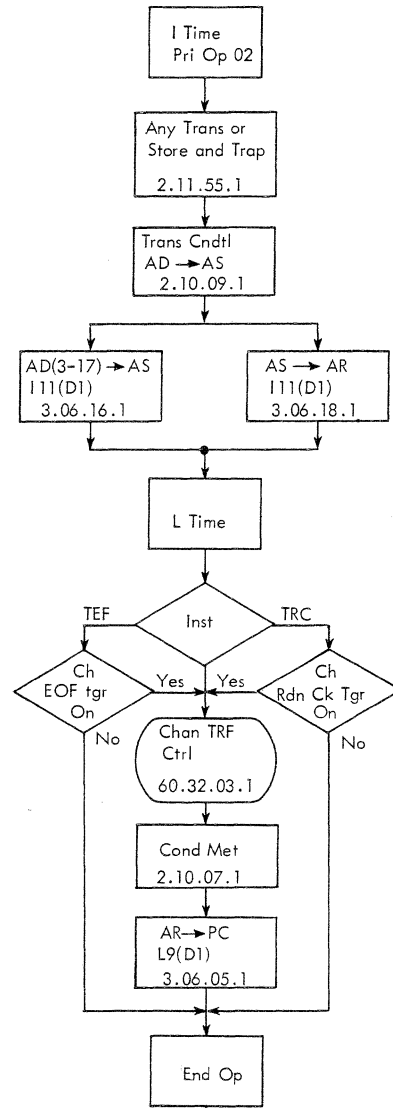 I Time
Pri Op 02
Any Trans or
Store and Trap
2.11.55.1
Trans Cndtl
AD → AS
2.10.09.1
AD(3-17) → AS
I11(D1)
3.06.16.1
AS → AR
I11(D1)
3.06.18.1
L Time
Inst
TEF
TRC
Ch
EOF tgr
On
Yes
No
Ch
Rdn Ck Tgr
On
Yes
No
Chan TRF
Ctrl
60.32.03.1
Cond Met
2.10.07.1
AR → PC
L9(D1)
3.06.05.1
End Op